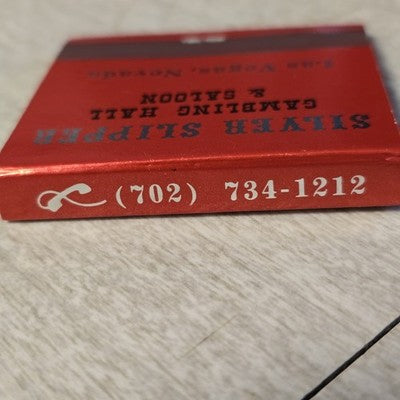 SILVER SLIPPER
GAMBLING HALL
& SALOON
Las Vegas, Nevada
(702) 734-1212